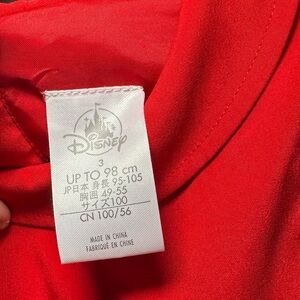 Disney
3
UP TO 98 cm
JP日本 身長 95-105
胸囲 49-55
サイズ100
CN 100/56
MADE IN CHINA
FABRIQUÉ EN CHINE